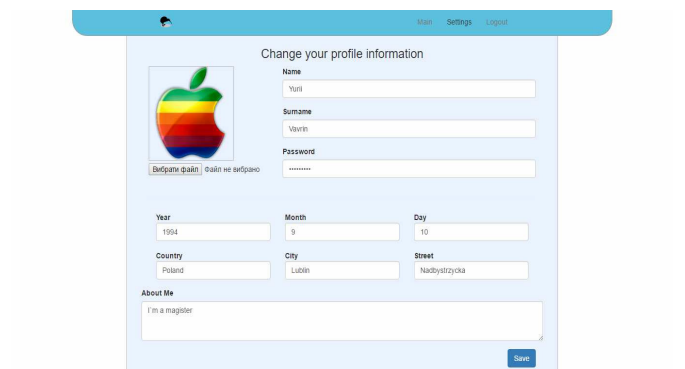 Main Settings Logout
Change your profile information
Name
Yurii
Surname
Vavrin
Password
Вибрати файл Файл не вибрано
Year Month Day
1994 9 10
Country City Street
Poland Lublin Nadbystrzycka
About Me
I`m a magister
Save